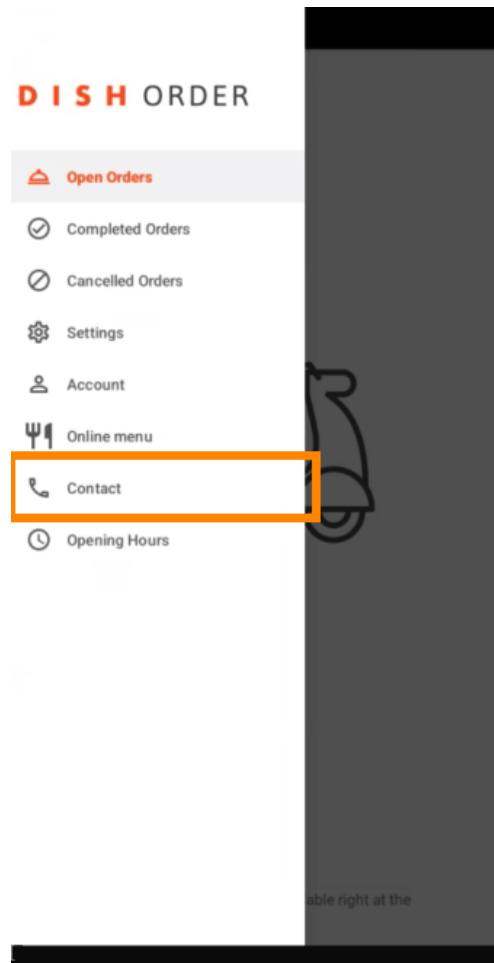 DISH ORDER
Open Orders
Completed Orders
Cancelled Orders
Settings
Account
Online menu
Contact
Opening Hours
able right at the